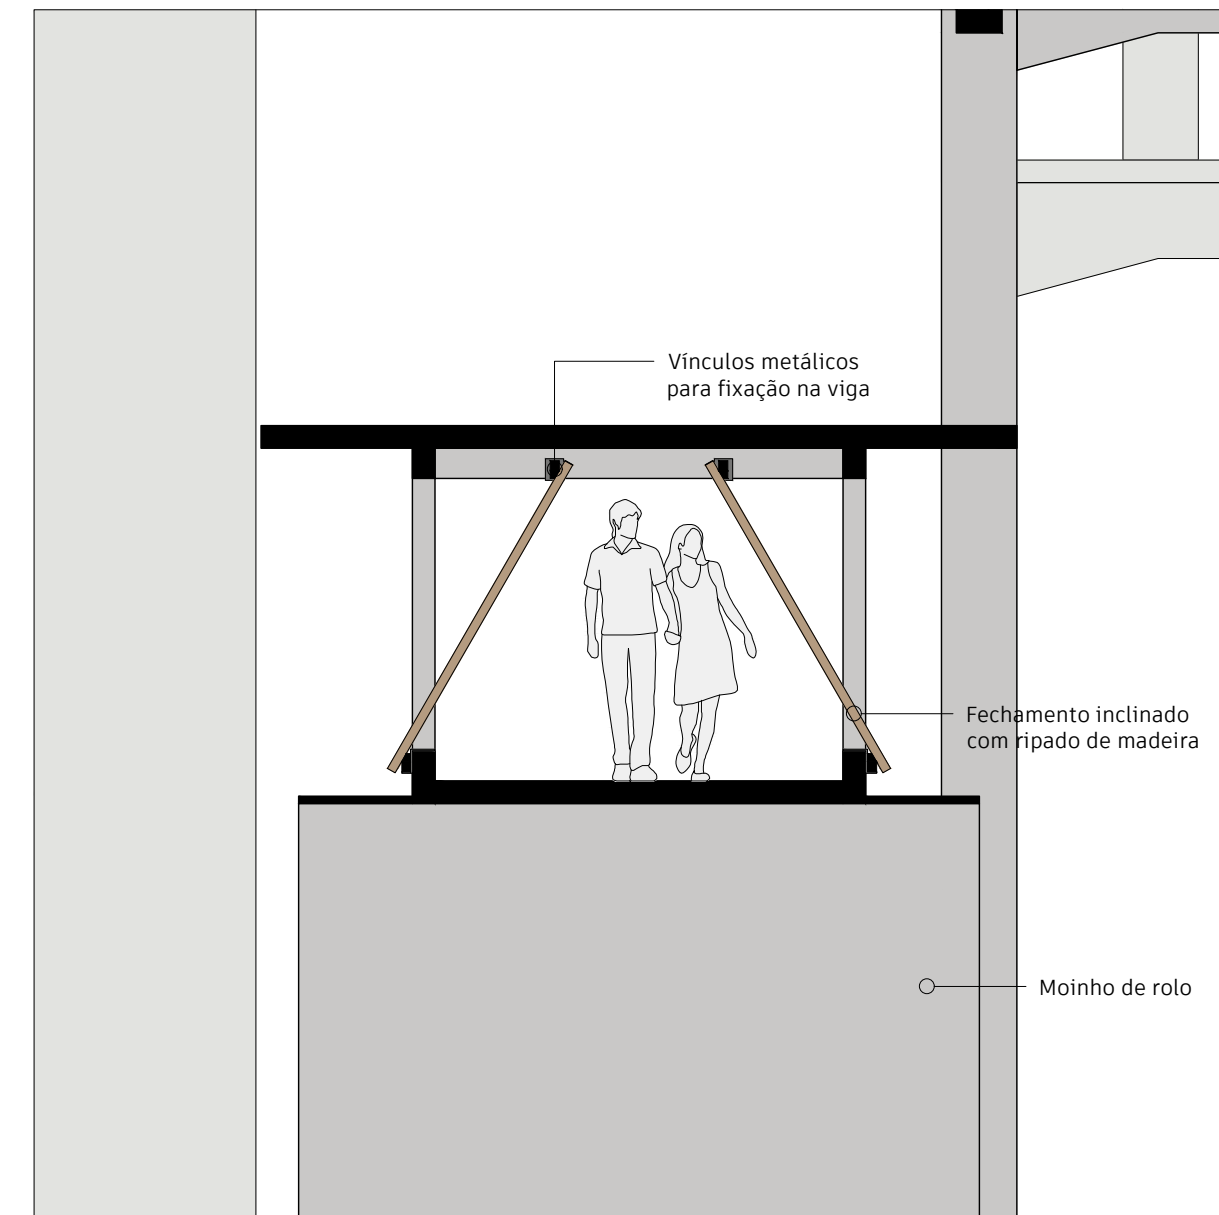 Vínculos metálicos
para fixação na viga
Fechamento inclinado
com ripado de madeira
Moinho de rolo